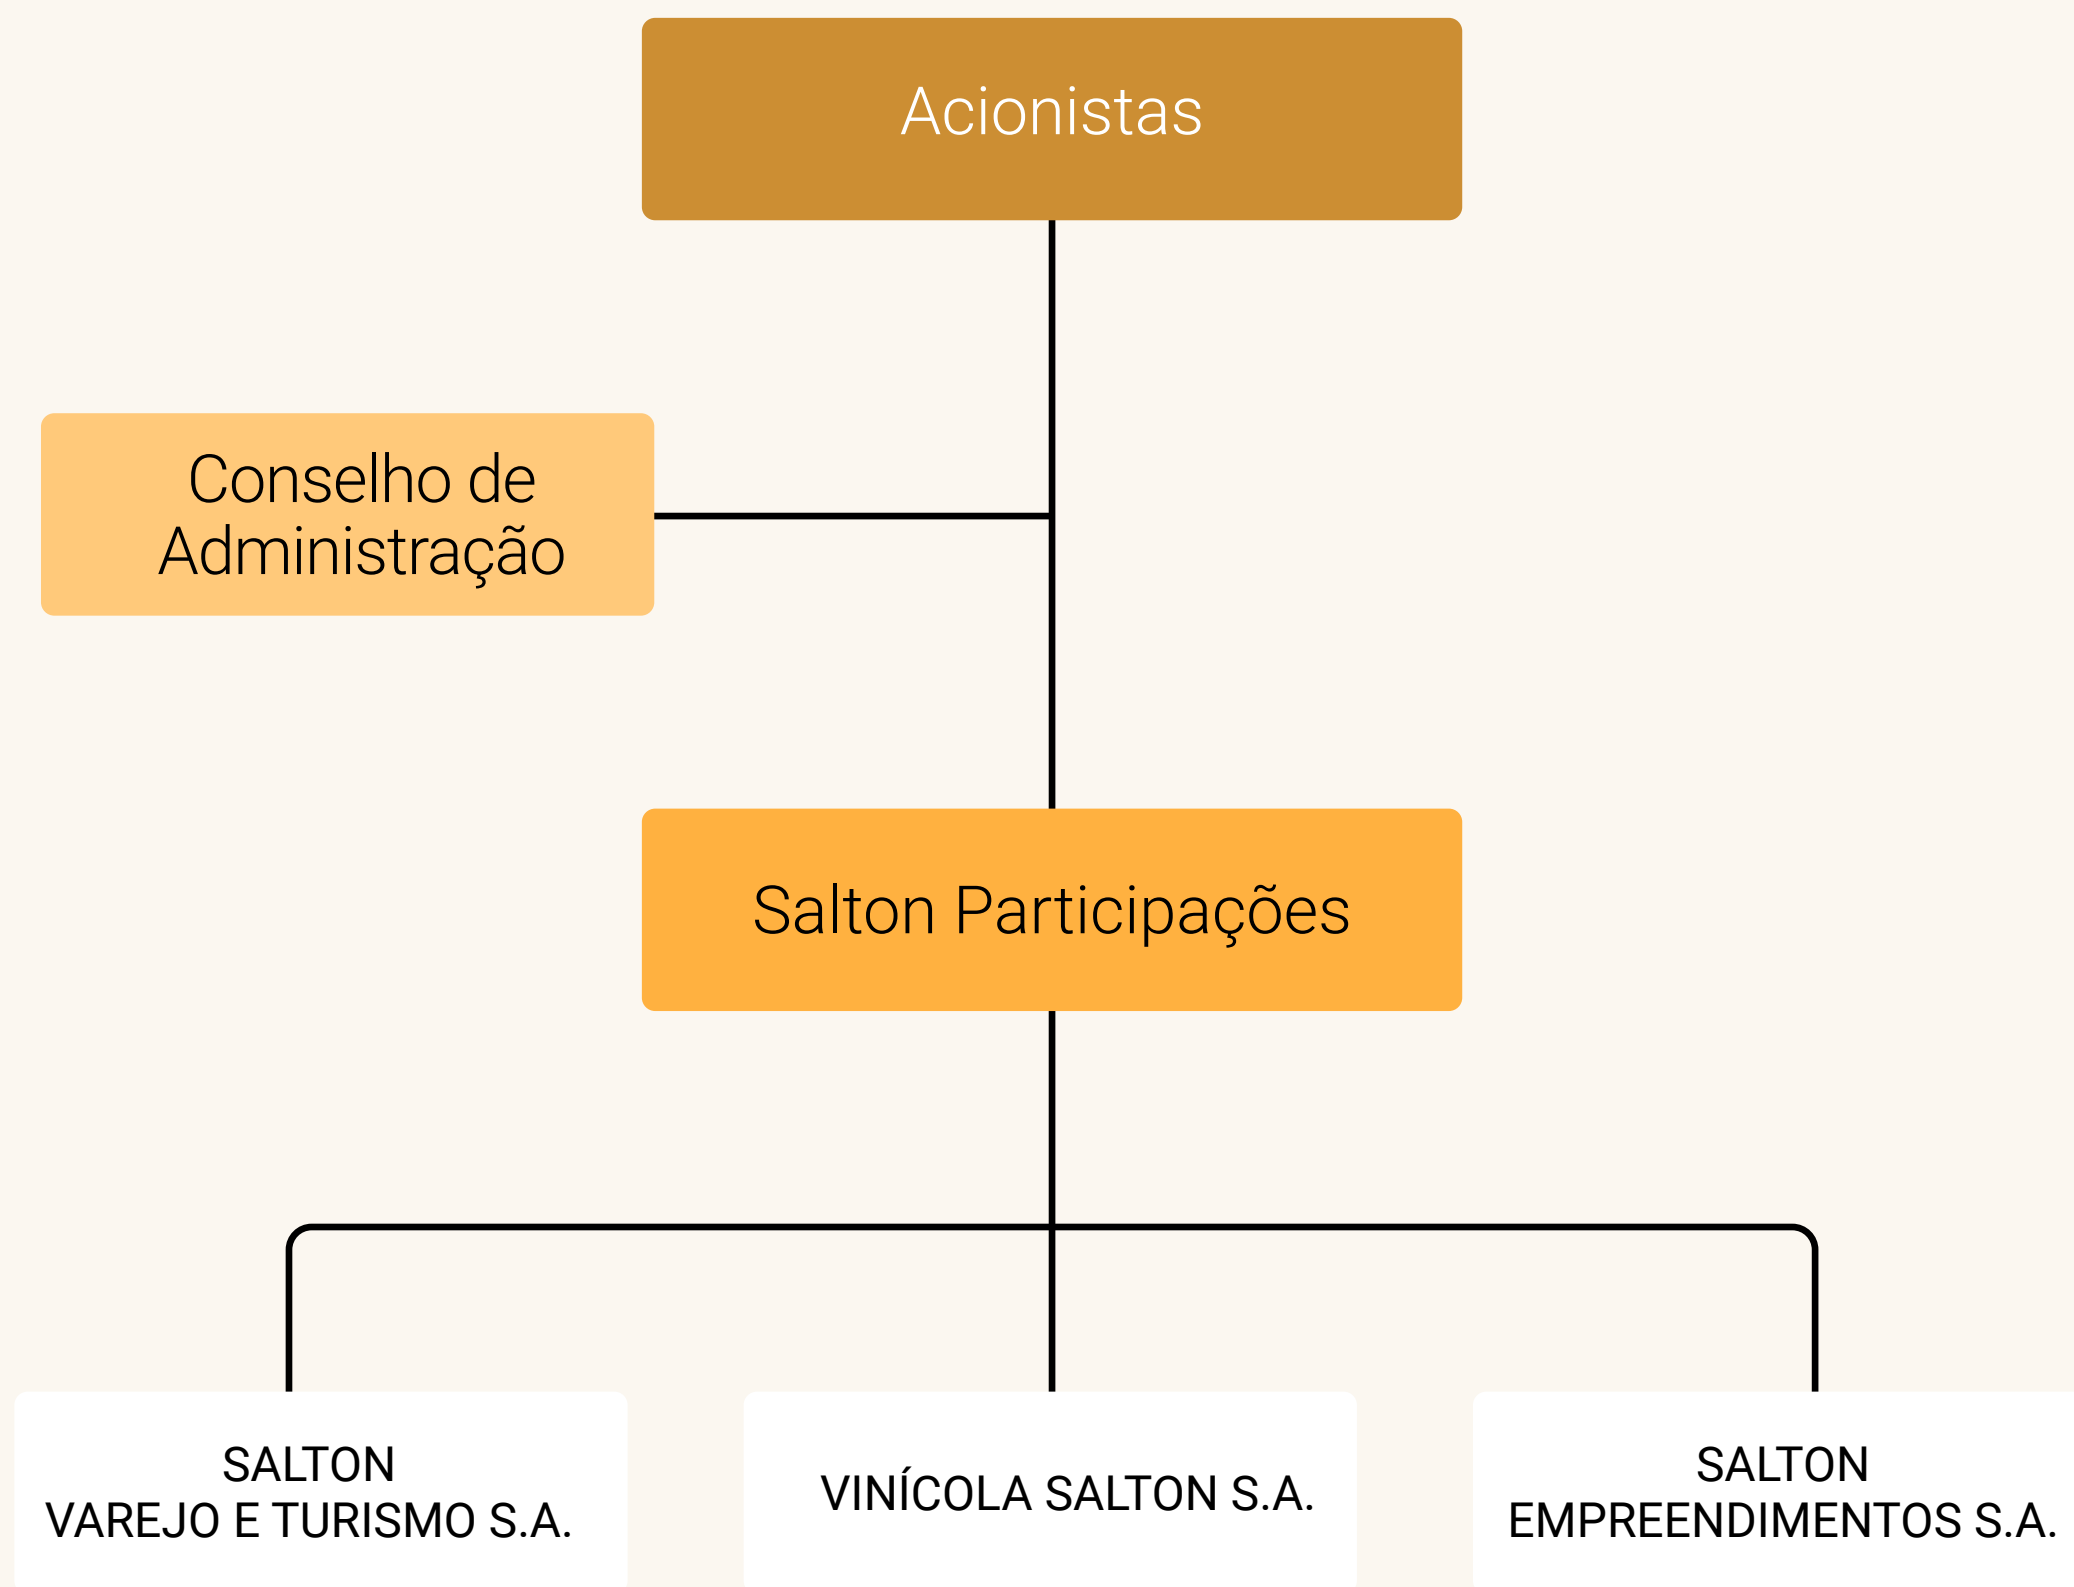 Acionistas
Conselho de
Administração
Salton Participações
SALTON
VAREJO E TURISMO S.A.
VINÍCOLA SALTON S.A.
SALTON
EMPREENDIMENTOS S.A.